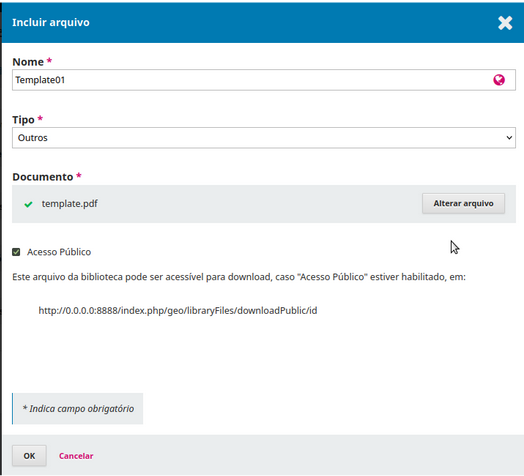 Incluir arquivo
Nome *
Template01
Tipo *
Outros
Documento *
template.pdf
Alterar arquivo
Acesso Público
Este arquivo da biblioteca pode ser acessível para download, caso "Acesso Público" estiver habilitado, em:
http://0.0.0.0:8888/index.php/geo/libraryFiles/downloadPublic/id
* Indica campo obrigatório
OK
Cancelar